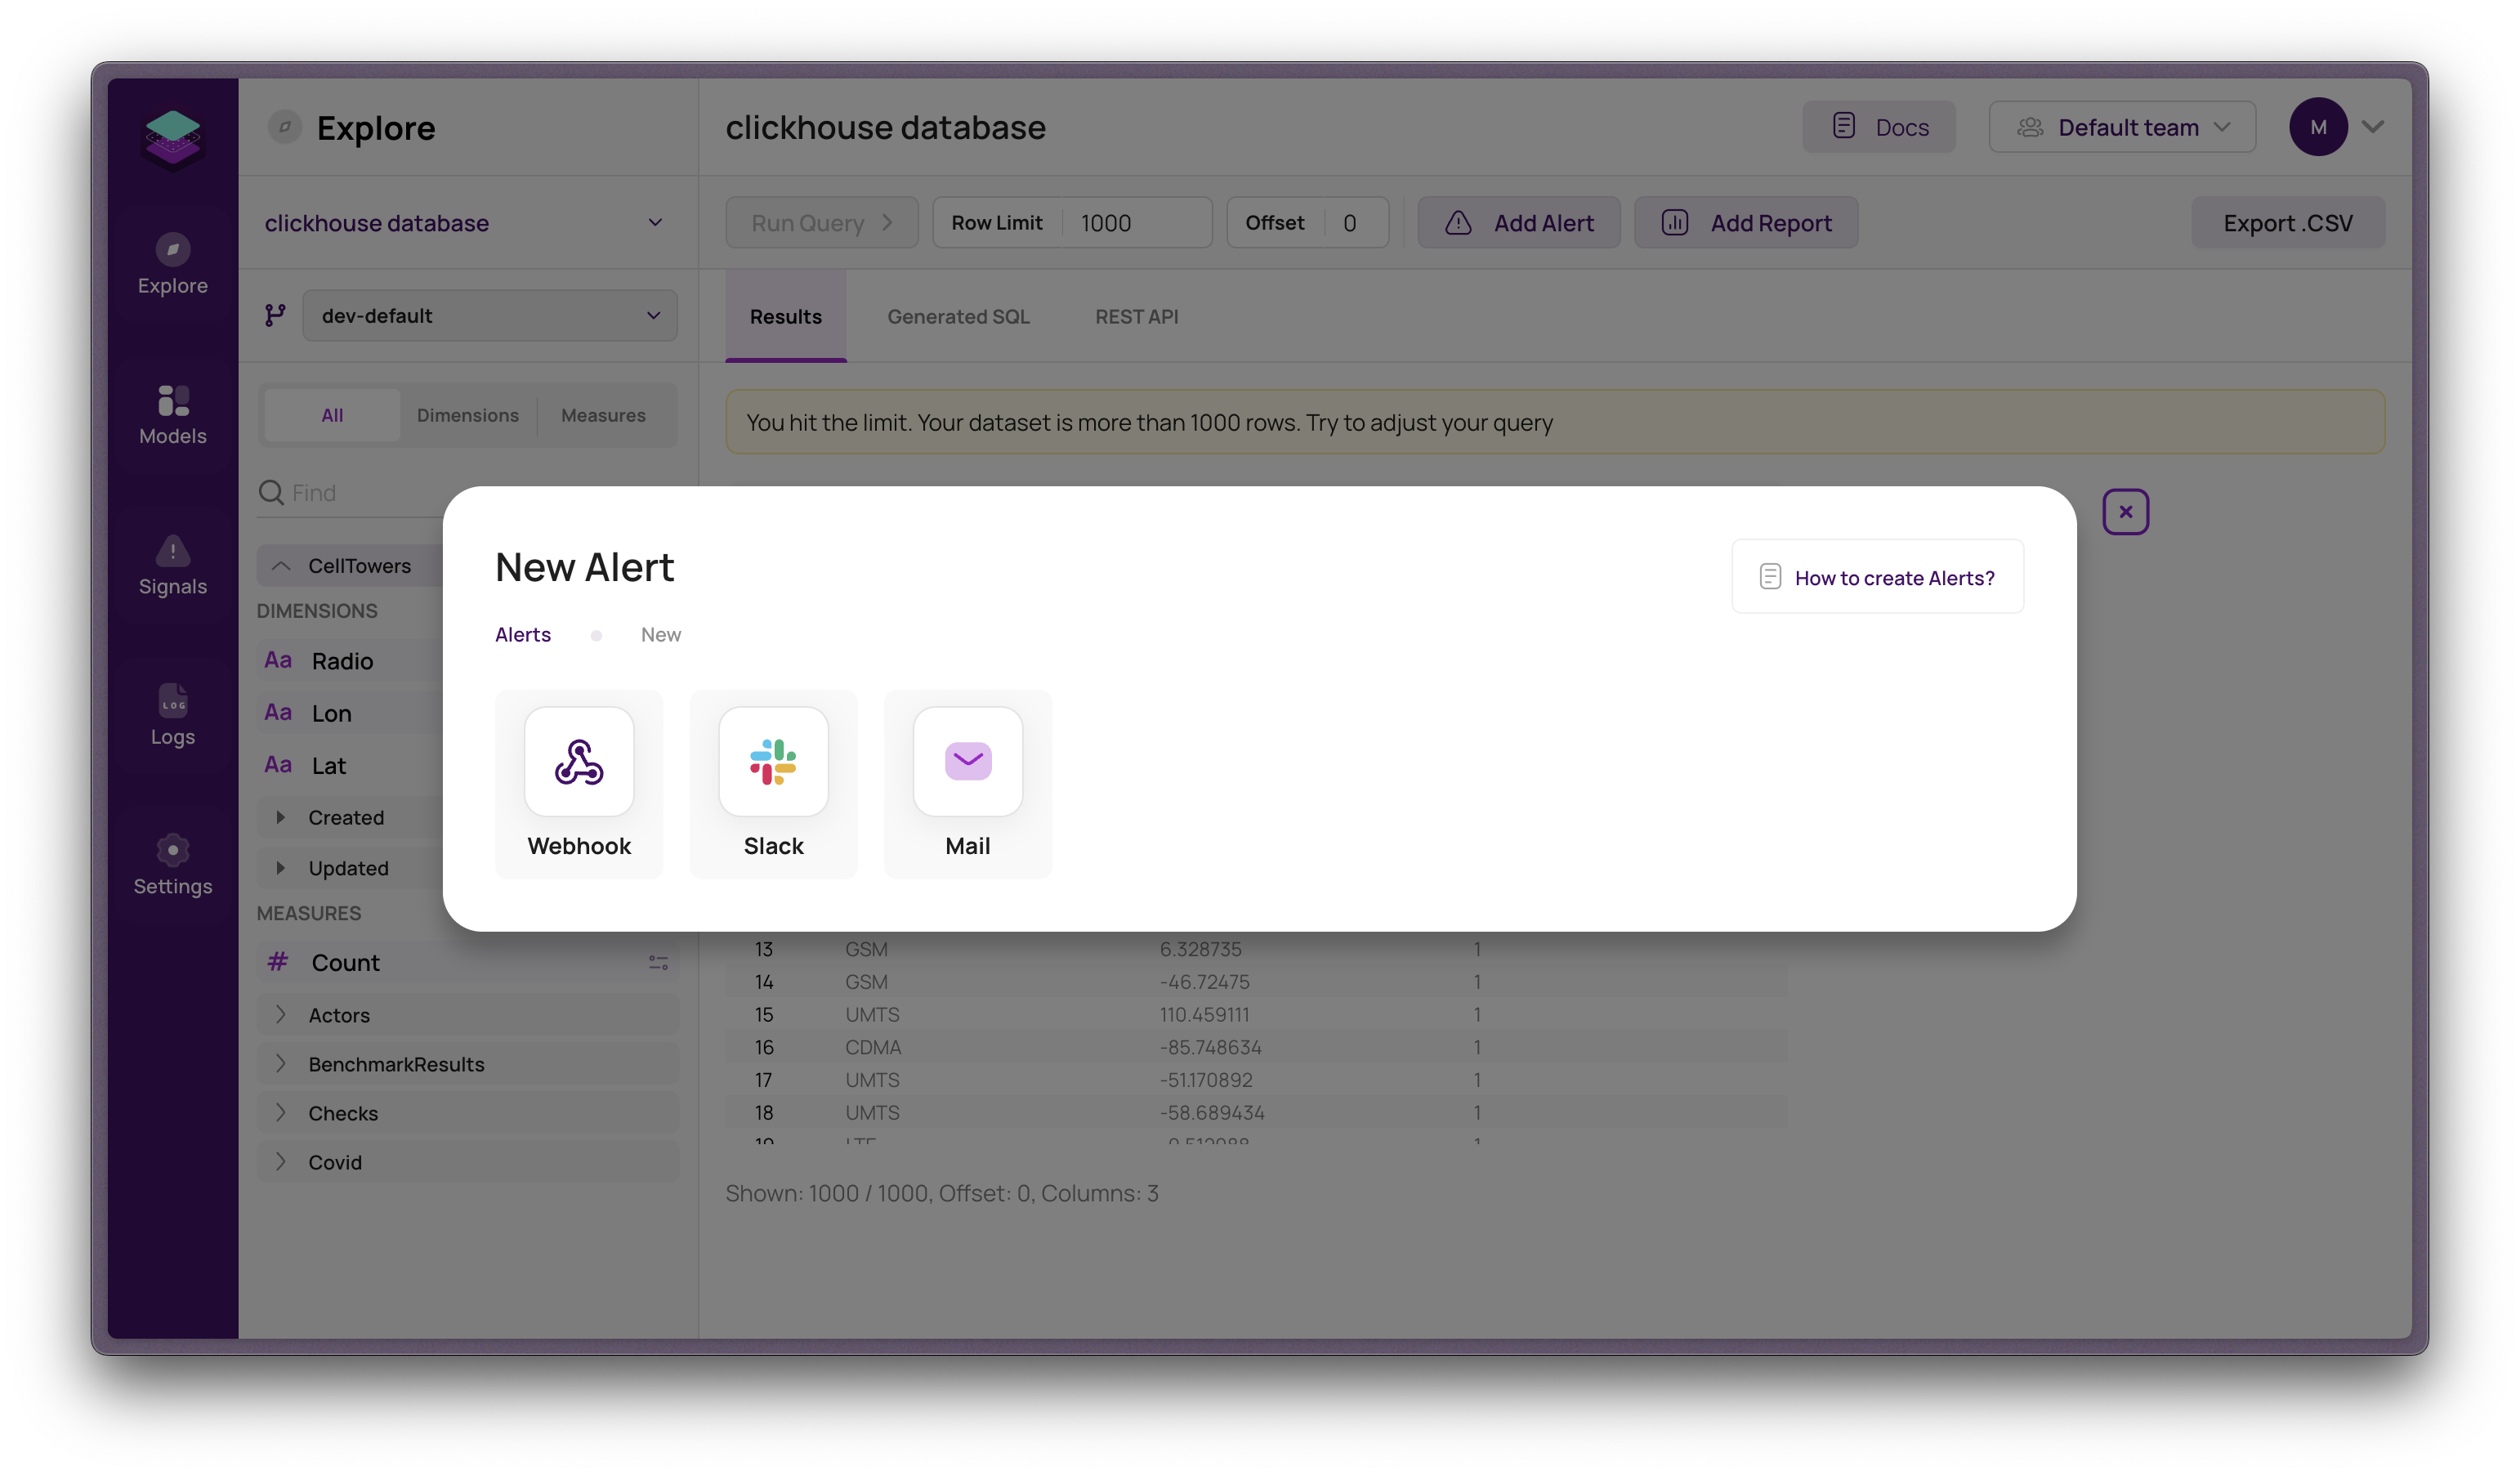 Explore
clickhouse database
Docs
Default team
M
Explore
Models
Signals
LOG
Logs
Settings
clickhouse database
dev-default
All
Dimensions
Measures
Find
CellTowers
DIMENSIONS
Aa Radio
Aa Lon
Aa Lat
Created
Updated
MEASURES
# Count
Actors
BenchmarkResults
Checks
Covid
Run Query
Row Limit 1000
Offset 0
Add Alert
Add Report
Export .CSV
Results
Generated SQL
REST API
You hit the limit. Your dataset is more than 1000 rows. Try to adjust your query
New Alert
How to create Alerts?
Alerts
New
Webhook
Slack
Mail
13 GSM 6.328735 1
14 GSM -46.72475 1
15 UMTS 110.459111 1
16 CDMA -85.748634 1
17 UMTS -51.170892 1
18 UMTS -58.689434 1
Shown: 1000 / 1000, Offset: 0, Columns: 3